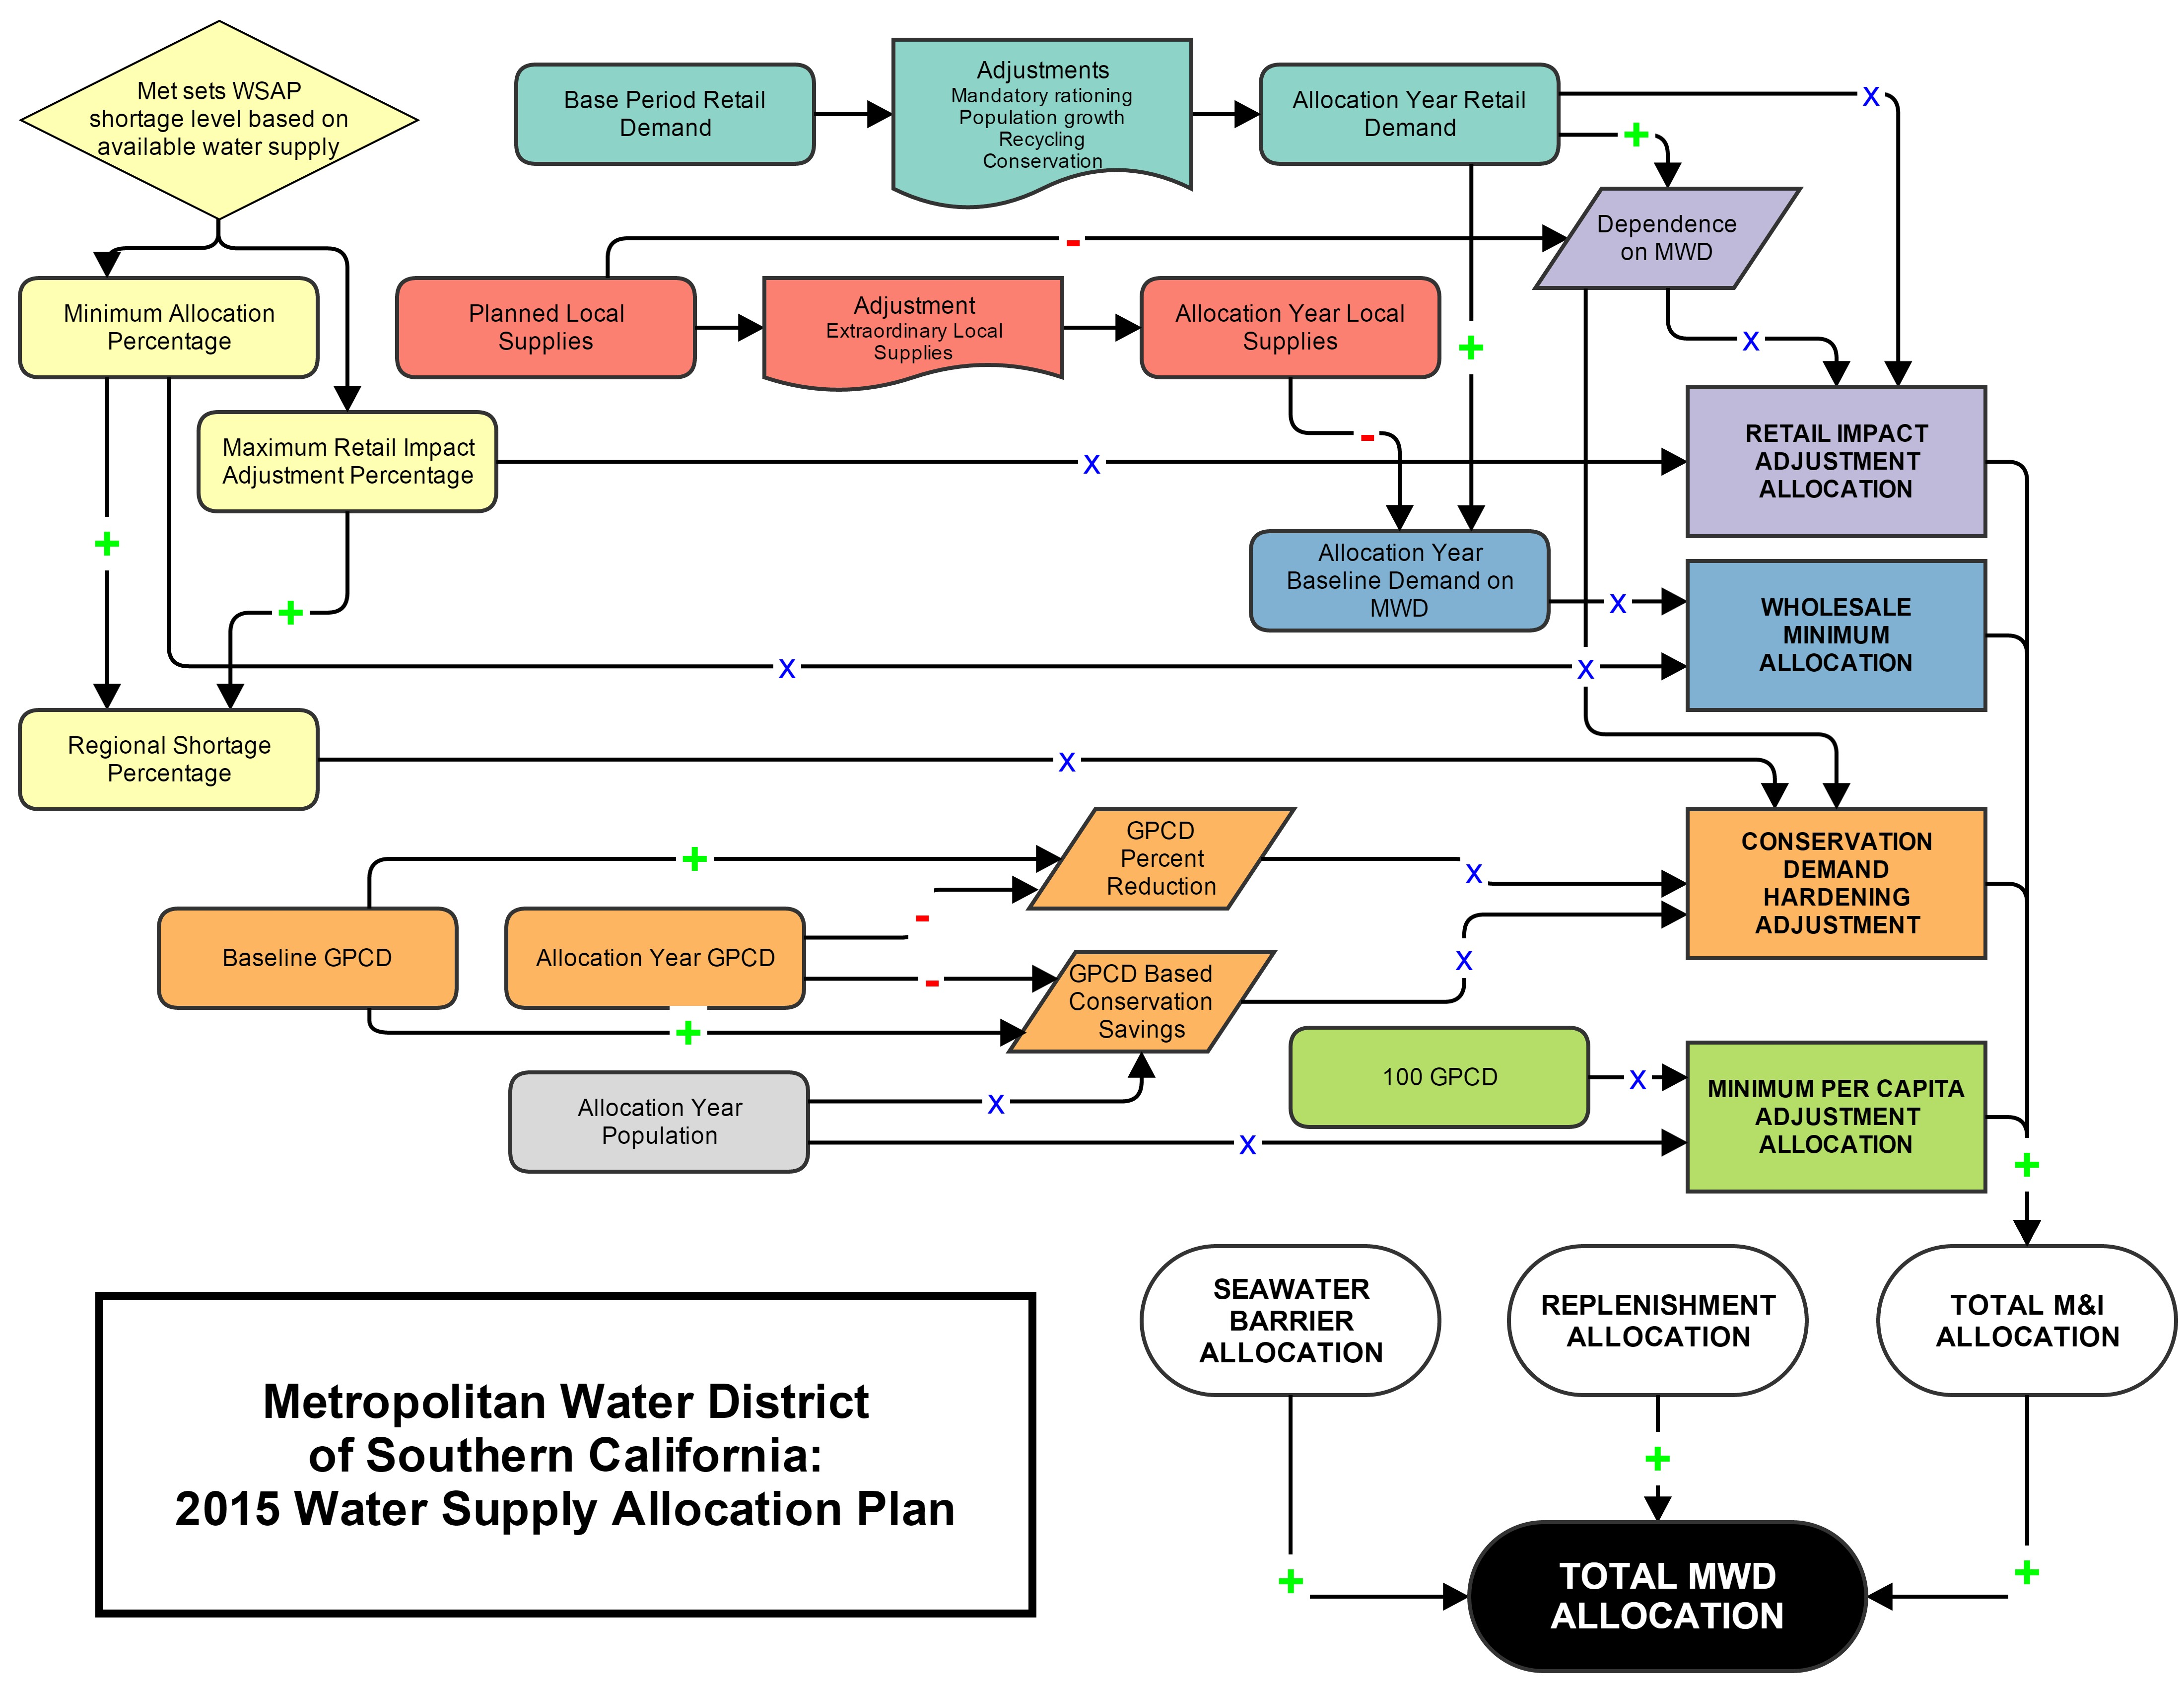 Met sets WSAP
shortage level based on
available water supply
Base Period Retail
Demand
Adjustments
Mandatory rationing
Population growth
Recycling
Conservation
Allocation Year Retail
Demand
x
+
Dependence
on MWD
-
Minimum Allocation
Percentage
Planned Local
Supplies
Adjustment
Extraordinary Local
Supplies
Allocation Year Local
Supplies
+
x
Maximum Retail Impact
Adjustment Percentage
x
-
RETAIL IMPACT
ADJUSTMENT
ALLOCATION
+
+
Allocation Year
Baseline Demand on
MWD
x
WHOLESALE
MINIMUM
ALLOCATION
x
x
Regional Shortage
Percentage
x
GPCD
Percent
Reduction
+
x
-
CONSERVATION
DEMAND
HARDENING
ADJUSTMENT
Baseline GPCD
Allocation Year GPCD
-
+
GPCD Based
Conservation
Savings
x
Allocation Year
Population
x
x
100 GPCD
x
MINIMUM PER CAPITA
ADJUSTMENT
ALLOCATION
+
SEAWATER
BARRIER
ALLOCATION
REPLENISHMENT
ALLOCATION
TOTAL M&I
ALLOCATION
+
+
+
TOTAL MWD
ALLOCATION
Metropolitan Water District
of Southern California:
2015 Water Supply Allocation Plan